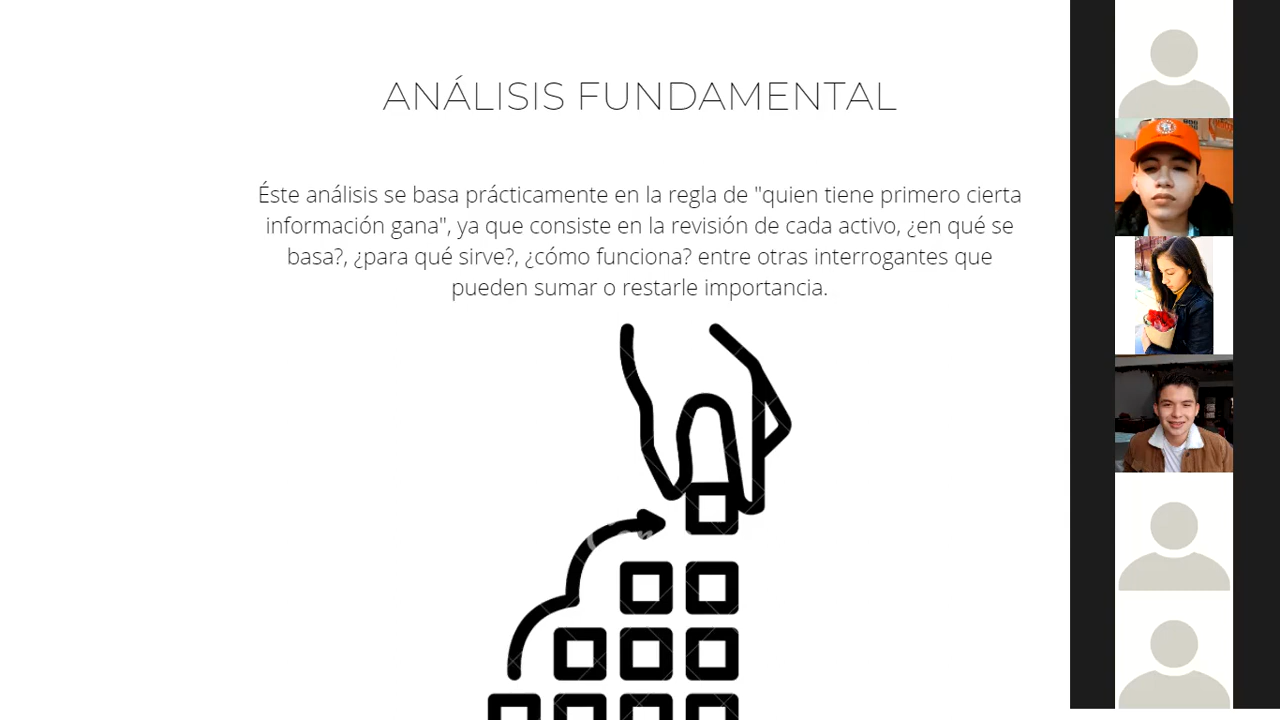 ANÁLISIS FUNDAMENTAL
Éste análisis se basa prácticamente en la regla de "quien tiene primero cierta
información gana", ya que consiste en la revisión de cada activo, ¿en qué se
basa?, ¿para qué sirve?, ¿cómo funciona? entre otras interrogantes que
pueden sumar o restarle importancia.